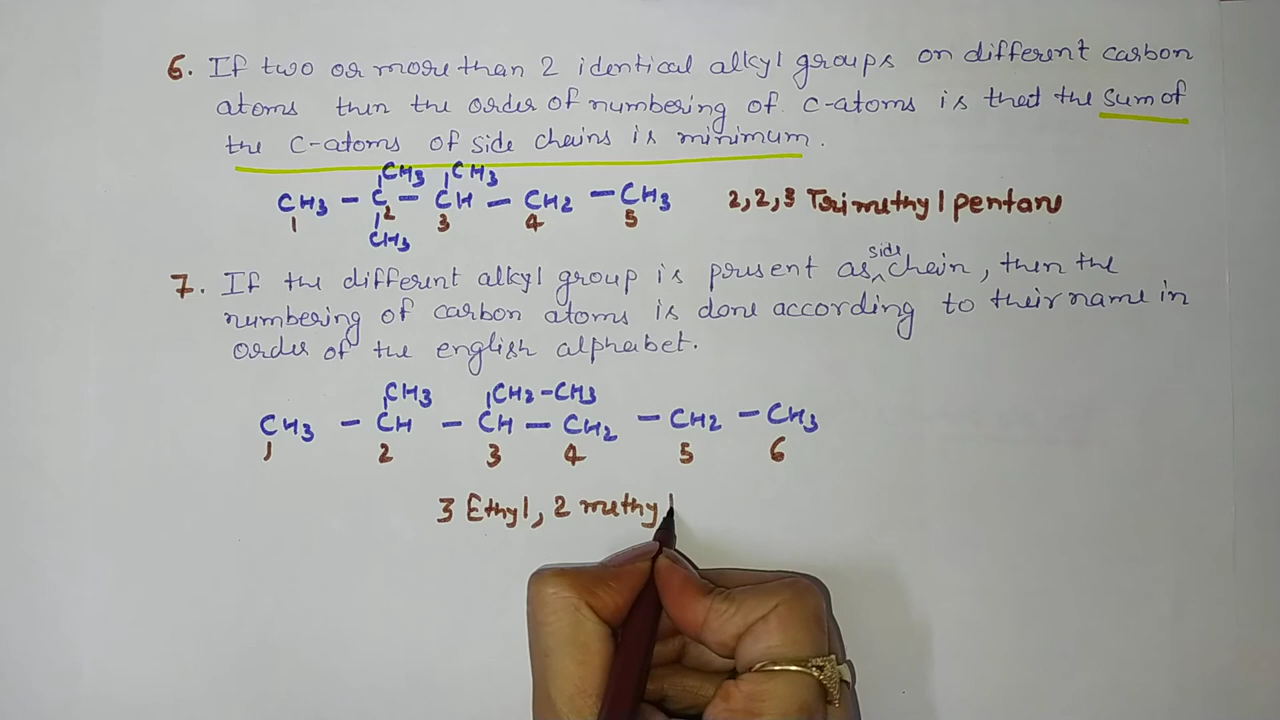 6. If two or more than 2 identical alkyl groups on different carbon
atoms then the order of numbering of C-atoms is that the sum of
the C-atoms of side chains is minimum.
CH3 CH3
CH3 - C - CH - CH2 - CH3 2,2,3 Trimethyl pentane
1 2 3 4 5
CH3
7. If the different alkyl group is present as side chain, then the
numbering of carbon atoms is done according to their name in
order of the english alphabet.
CH3 CH2-CH3
CH3 - CH - CH - CH2 - CH2 - CH3
1 2 3 4 5 6
3 Ethyl, 2 methyl